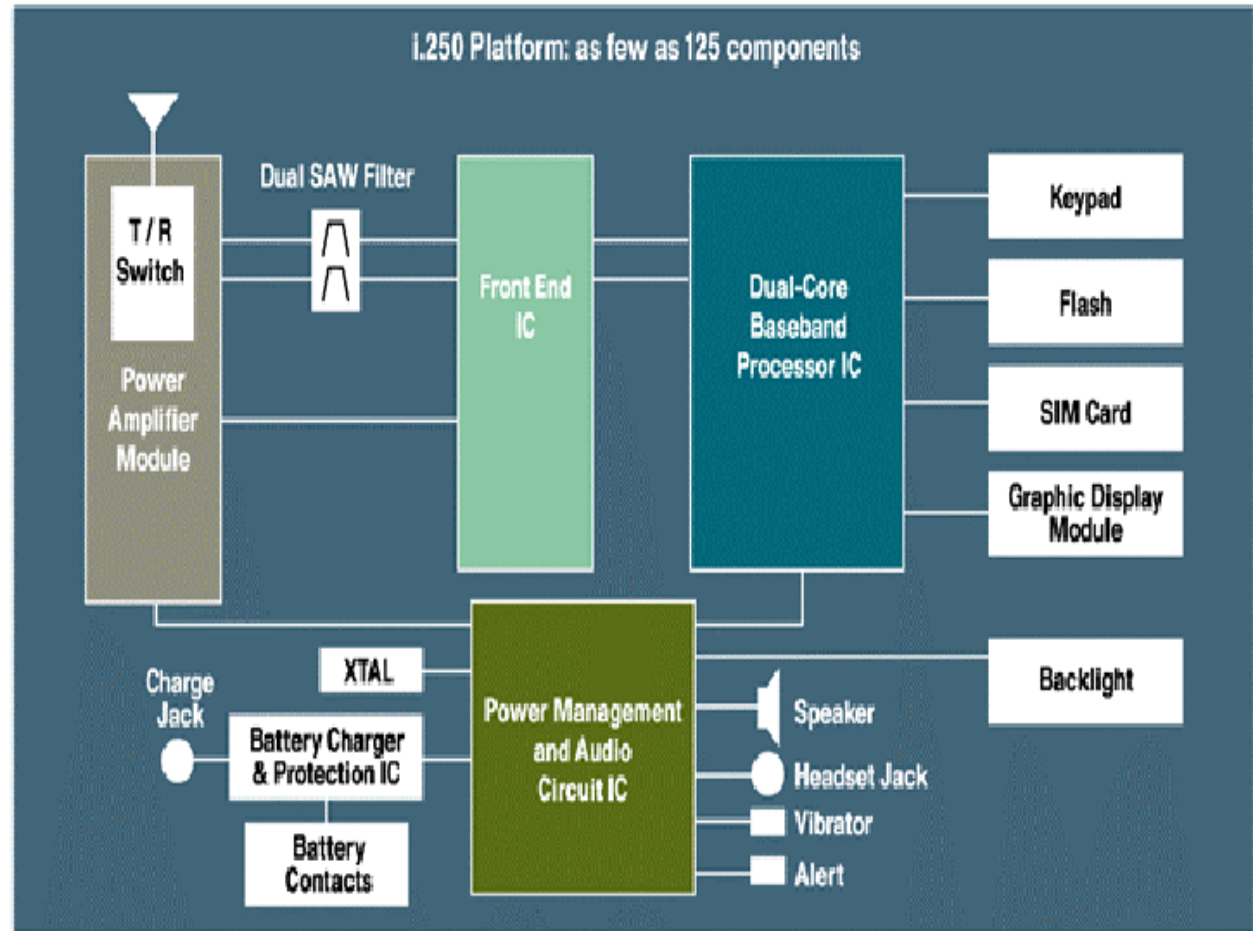 i.250 Platform: as few as 125 components
Dual SAW Filter
T / R
Switch
Power
Amplifier
Module
Front End
IC
Dual-Core
Baseband
Processor IC
Keypad
Flash
SIM Card
Graphic Display
Module
Backlight
XTAL
Charge
Jack
Battery Charger
& Protection IC
Battery
Contacts
Power Management
and Audio
Circuit IC
Speaker
Headset Jack
Vibrator
Alert